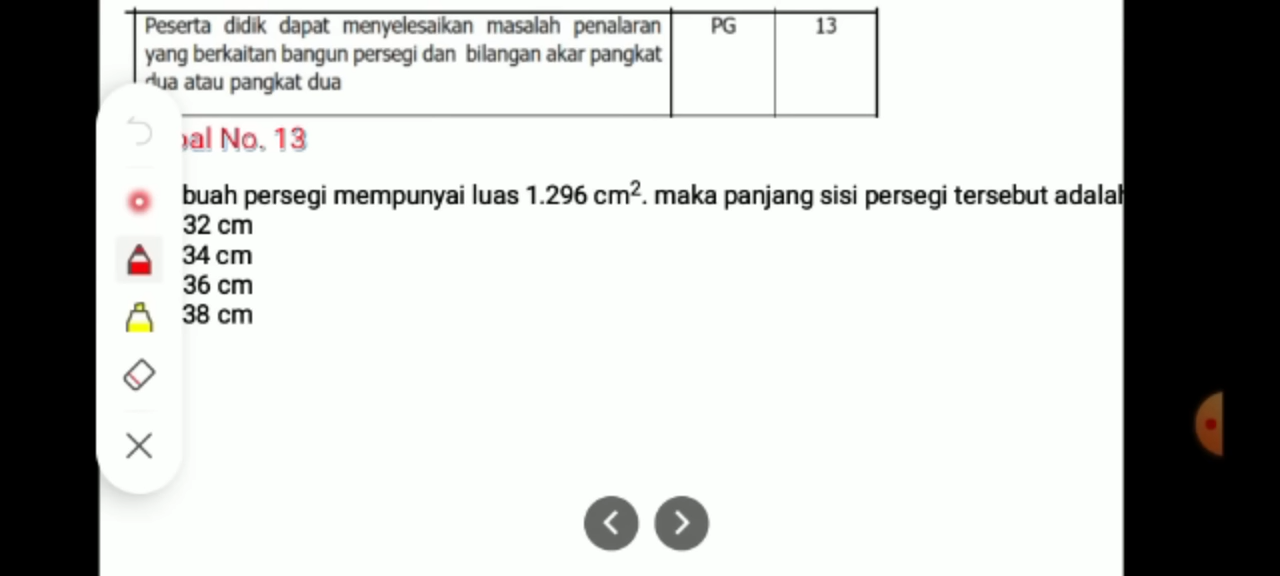 Peserta didik dapat menyelesaikan masalah penalaran PG 13
yang berkaitan bangun persegi dan bilangan akar pangkat
dua atau pangkat dua
oal No. 13
buah persegi mempunyai luas 1.296 cm². maka panjang sisi persegi tersebut adalah
32 cm
34 cm
36 cm
38 cm